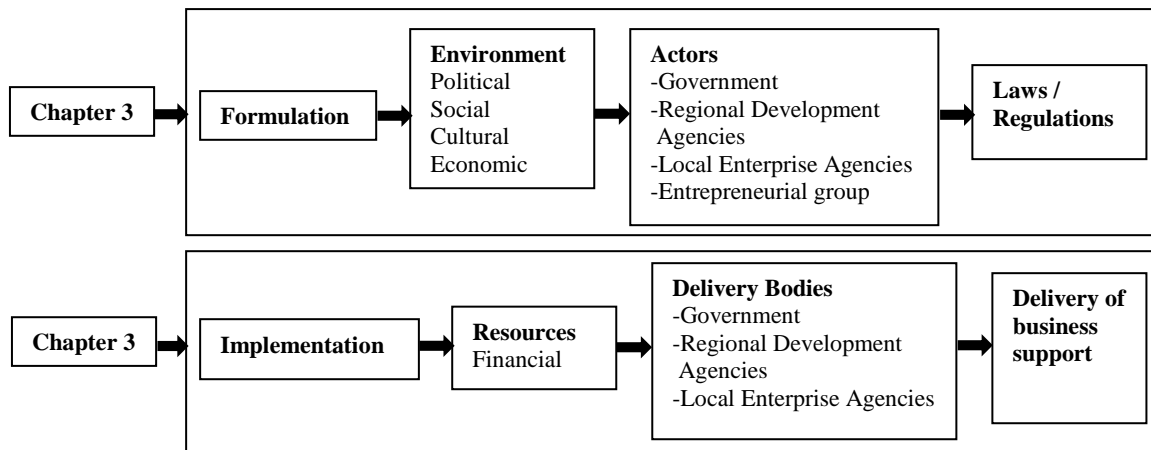 Chapter 3
Formulation
Environment
Political
Social
Cultural
Economic
Actors
-Government
-Regional Development
Agencies
-Local Enterprise Agencies
-Entrepreneurial group
Laws /
Regulations
Chapter 3
Implementation
Resources
Financial
Delivery Bodies
-Government
-Regional Development
Agencies
-Local Enterprise Agencies
Delivery of
business
support